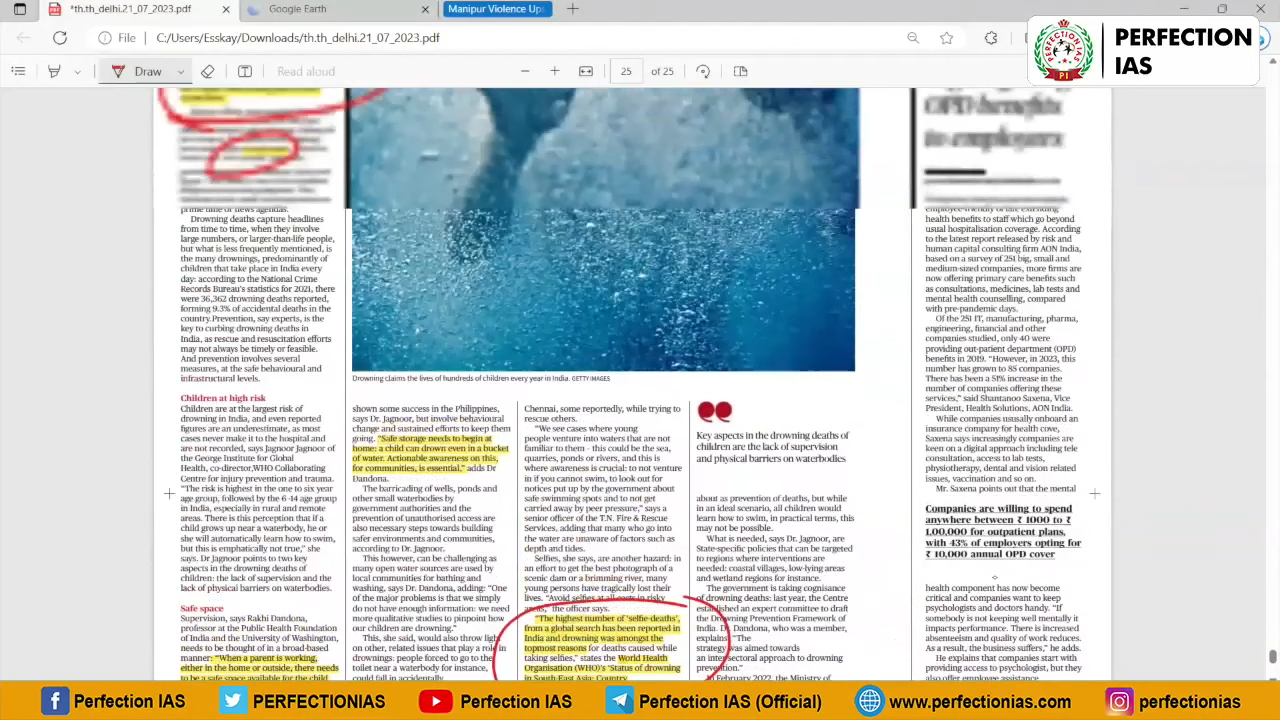 *th.th_delhi.21_07_2023.pdf
Google Earth
Manipur Violence Up
File
C:/Users/Esskay/Downloads/th.th_delhi.21_07_2023.pdf
PERFECTION
IAS
PI
Draw
Read aloud
25
of 25
OPD benefits
to employees
prime time or news agendas.
Drowning deaths capture headlines
from time to time, when they involve
large numbers, or larger-than-life people,
but what is less frequently mentioned, is
the many drownings, predominantly of
children that take place in India every
day: according to the National Crime
Records Bureau's statistics for 2021, there
were 36,362 drowning deaths reported,
forming 9.3% of accidental deaths in the
country.Prevention, say experts, is the
key to curbing drowning deaths in
India, as rescue and resuscitation efforts
may not always be timely or feasible.
And prevention involves several
measures, at the safe behavioural and
infrastructural levels.
Children at high risk
Children are at the largest risk of
drowning in India, and even reported
figures are an underestimate, as most
cases never make it to the hospital and
are not recorded, says Jagnoor Jagnoor of
the George Institute for Global
Health, co-director,WHO Collaborating
Centre for injury prevention and trauma.
"The risk is highest in the one to six year
age group, followed by the 6 -14 age group
in India, especially in rural and remote
areas. There is this perception that if a
child grows up near a waterbody, he or
she will automatically learn how to swim,
but this is emphatically not true," she
says. Dr Jagnoor points to two key
aspects in the drowning deaths of
children: the lack of supervision and the
lack of physical barriers on waterbodies.
Safe space
Supervision, says Rakhi Dandona,
professor at the Public Health Foundation
of India and the University of Washington,
needs to be thought of in a broad-based
manner: "When a parent is working,
either in the home or outside, there needs
to be a safe space available for the child
Drowning claims the lives of hundreds of children every year in India. GETTY IMAGES
shown some success in the Philippines,
says Dr. Jagnoor, but involve behavioural
change and sustained efforts to keep them
going. "Safe storage needs to begin at
home: a child can drown even in a bucket
of water. Actionable awareness on this,
for communities, is essential," adds Dr
Dandona.
The barricading of wells, ponds and
other small waterbodies by
government authorities and the
prevention of unauthorised access are
also necessary steps towards building
safer environments and communities,
according to Dr. Jagnoor.
This however, can be challenging as
many open water sources are used by
local communities for bathing and
washing, says Dr. Dandona, adding: "One
of the major problems is that we simply
do not have enough information: we need
more qualitative studies to pinpoint how
our children are drowning."
This, she said, would also throw light
on other, related issues that play a role in
drownings: people forced to go to the
toilet near a waterbody for instance,
could fall in accidentally.
Chennai, some reportedly, while trying to
rescue others.
"We see cases where young
people venture into waters that are not
familiar to them - this could be the sea,
quarries, ponds or rivers, and this is
where awareness is crucial: to not venture
in if you cannot swim, to look out for
notices put up by the government about
safe swimming spots and to not get
carried away by peer pressure," says a
senior officer of the T.N. Fire & Rescue
Services, adding that many who go into
the water are unaware of factors such as
depth and tides.
Selfies, she says, are another hazard: in
an effort to get the best photograph of a
scenic dam or a brimming river, many
young persons have tragically lost their
lives. "Avoid selfies at all costs in risky
areas," the officer says.
"The highest number of 'selfie-deaths',
from a global search has been reported in
India and drowning was amongst the
topmost reasons for deaths caused while
taking selfies," states the World Health
Organisation (WHO)'s 'Status of drowning
in South-East Asia: Country
Key aspects in the drowning deaths of
children are the lack of supervision
and physical barriers on waterbodies
about as prevention of deaths, but while
in an ideal scenario, all children would
learn how to swim, in practical terms, this
may not be possible.
What is needed, says Dr. Jagnoor, are
State-specific policies that can be targeted
to regions where interventions are
needed: coastal villages, low-lying areas
and wetland regions for instance.
The government is taking cognisance
of drowning deaths: last year, the Centre
established an expert committee to draft
the Drowning Prevention Framework of
India. Dr. Dandona, who was a member,
explains: "The
strategy was aimed towards
an intersectoral approach to drowning
prevention."
In February 2022, the Ministry of
employee-friendly or are extending
health benefits to staff which go beyond
usual hospitalisation coverage. According
to the latest report released by risk and
human capital consulting firm AON India,
based on a survey of 251 big, small and
medium-sized companies, more firms are
now offering primary care benefits such
as consultations, medicines, lab tests and
mental health counselling, compared
with pre-pandemic days.
Of the 251 IT, manufacturing, pharma,
engineering, financial and other
companies studied, only 40 were
providing out-patient department (OPD)
benefits in 2019. "However, in 2023, this
number has grown to 85 companies.
There has been a 51% increase in the
number of companies offering these
services," said Shantanoo Saxena, Vice
President, Health Solutions, AON India.
While companies usually onboard an
insurance company for health cove,
Saxena says increasingly companies are
keen on a digital approach including tele
consultation, access to lab tests,
physiotherapy, dental and vision related
issues, vaccination and so on.
Mr. Saxena points out that the mental
Companies are willing to spend
anywhere between ₹ 1000 to ₹
1,00,000 for outpatient plans,
with 43% of employers opting for
₹ 10,000 annual OPD cover
health component has now become
critical and companies want to keep
psychologists and doctors handy. "If
somebody is not keeping well mentally it
impacts performance. There is increased
absenteeism and quality of work reduces.
As a result, the business suffers," he adds.
He explains that companies start with
providing access to psychologist, but they
also offer employee assistance
Perfection IAS
PERFECTIONIAS
Perfection IAS
Perfection IAS (Official)
www.perfectionias.com
perfectionias